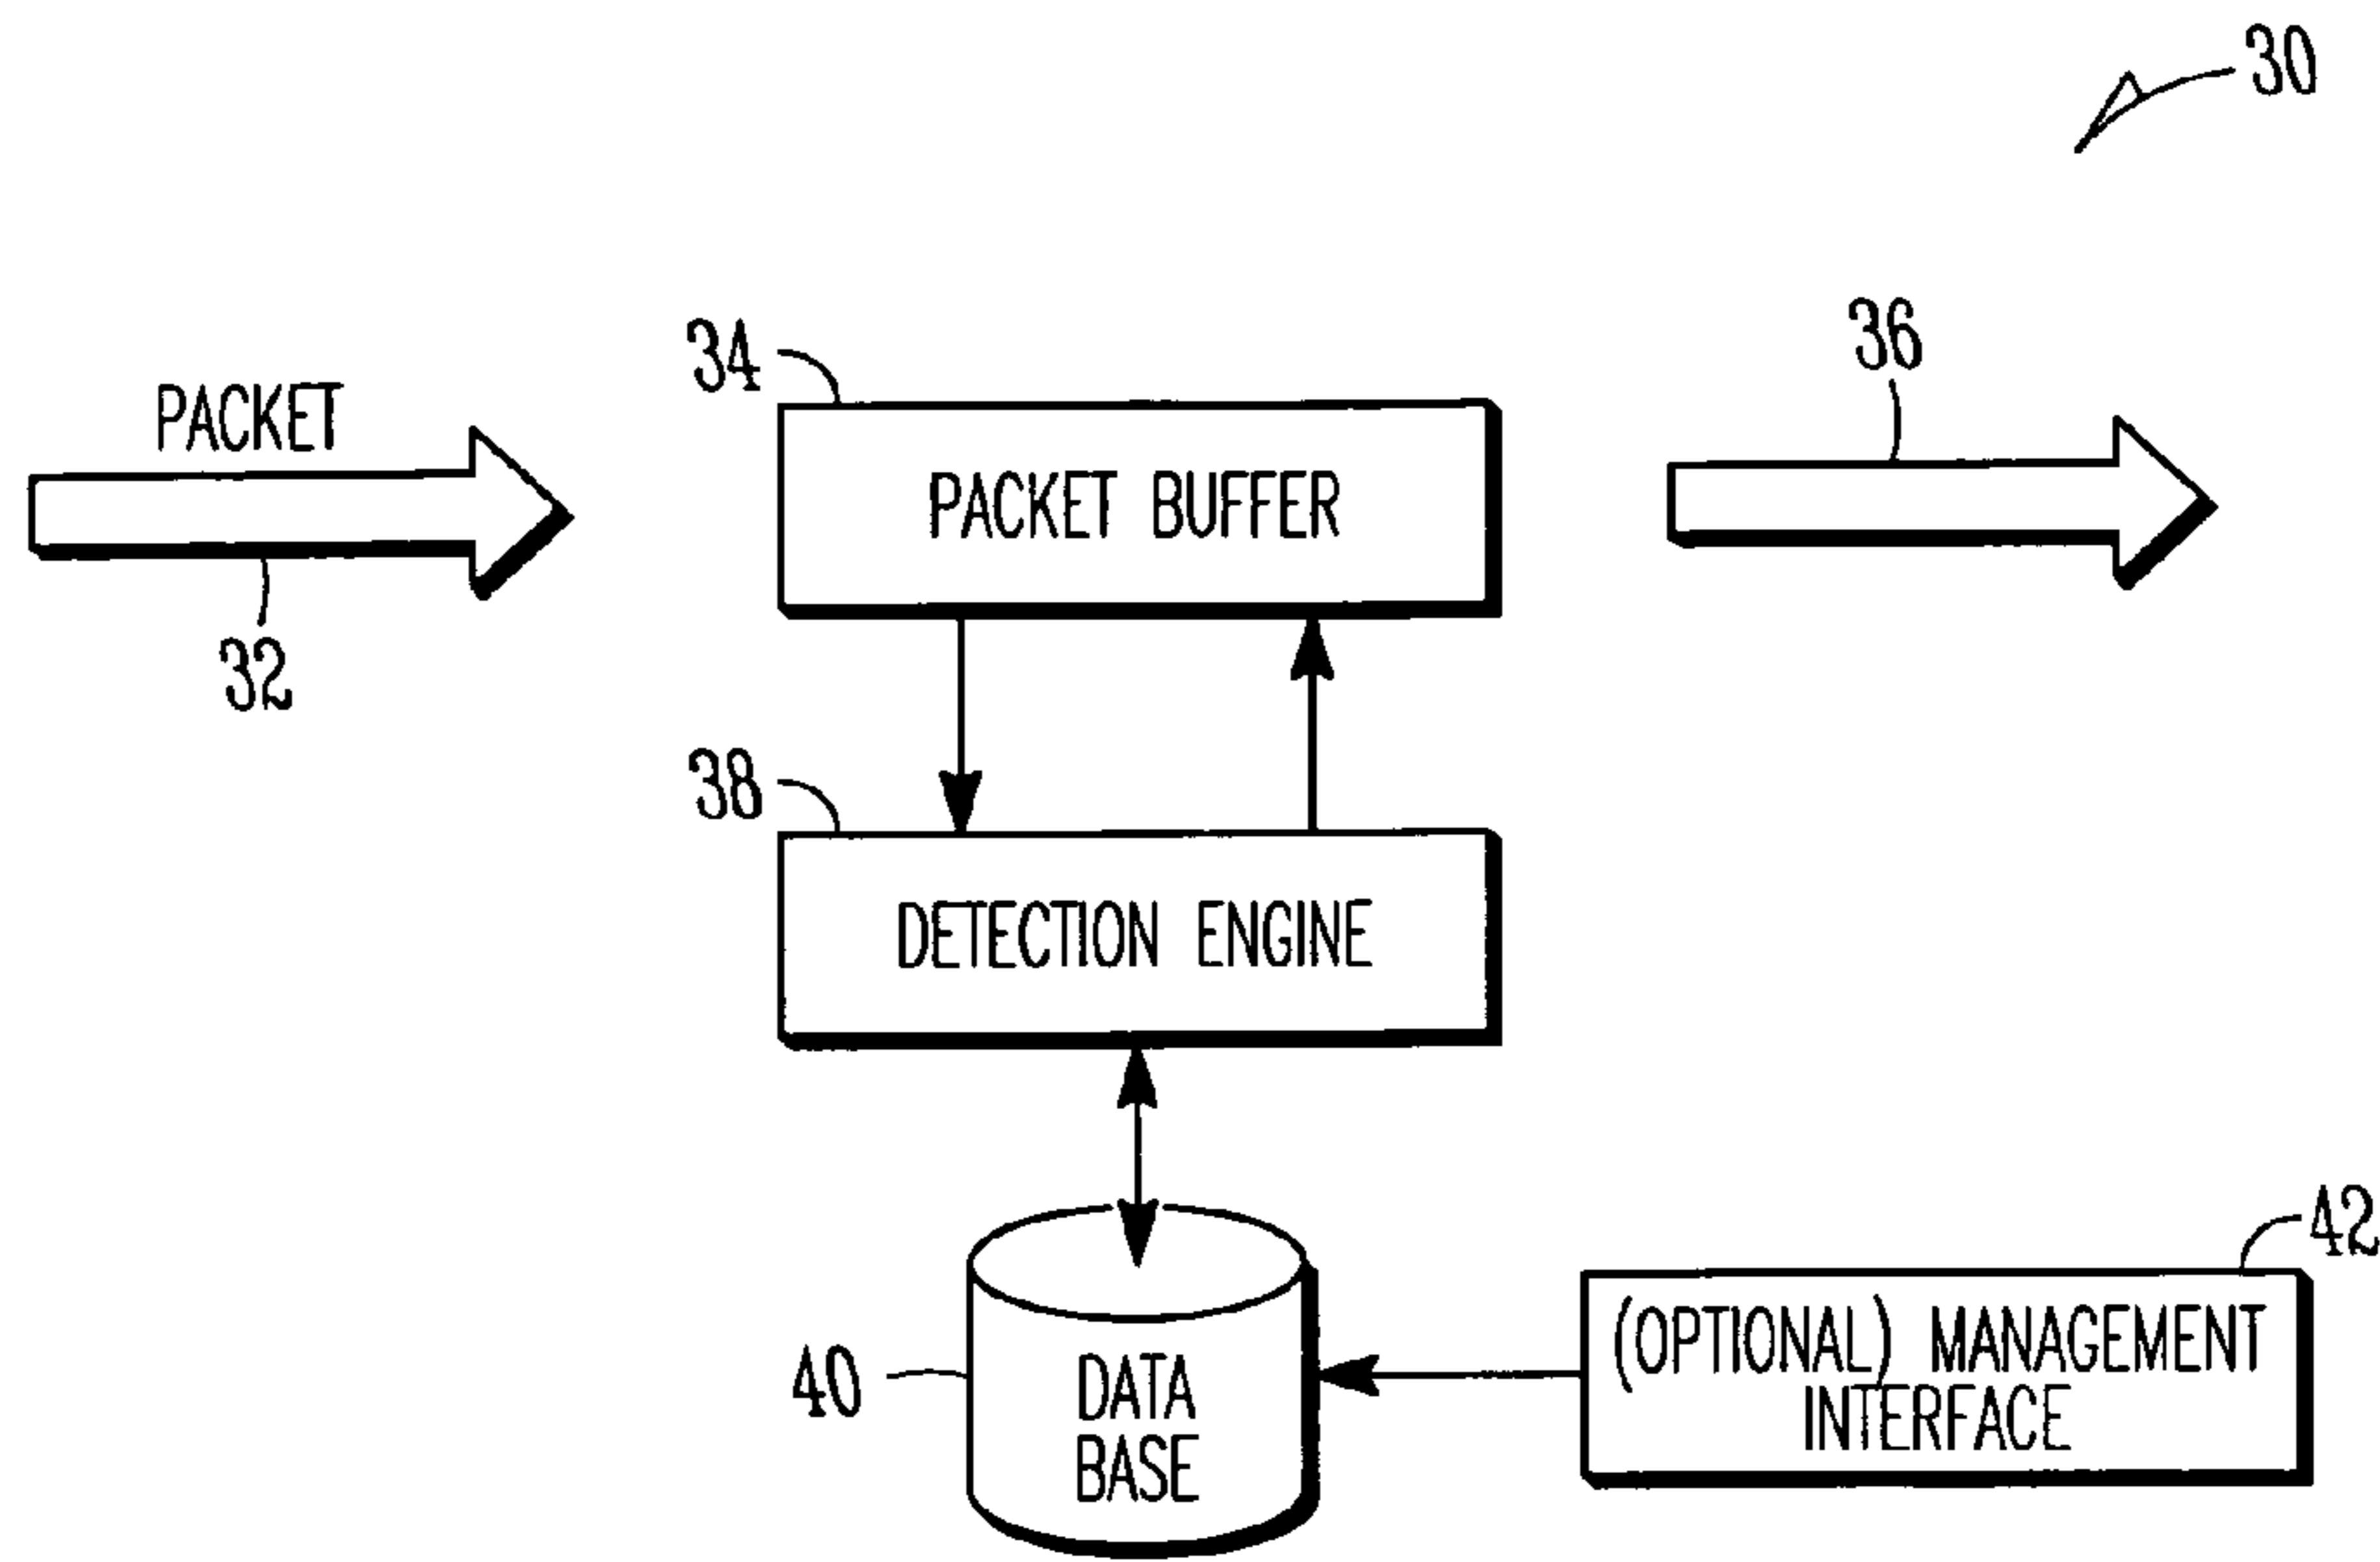 30
36
34
PACKET
PACKET BUFFER
32
38
DETECTION ENGINE
42
(OPTIONAL) MANAGEMENT
INTERFACE
40
DATA
BASE